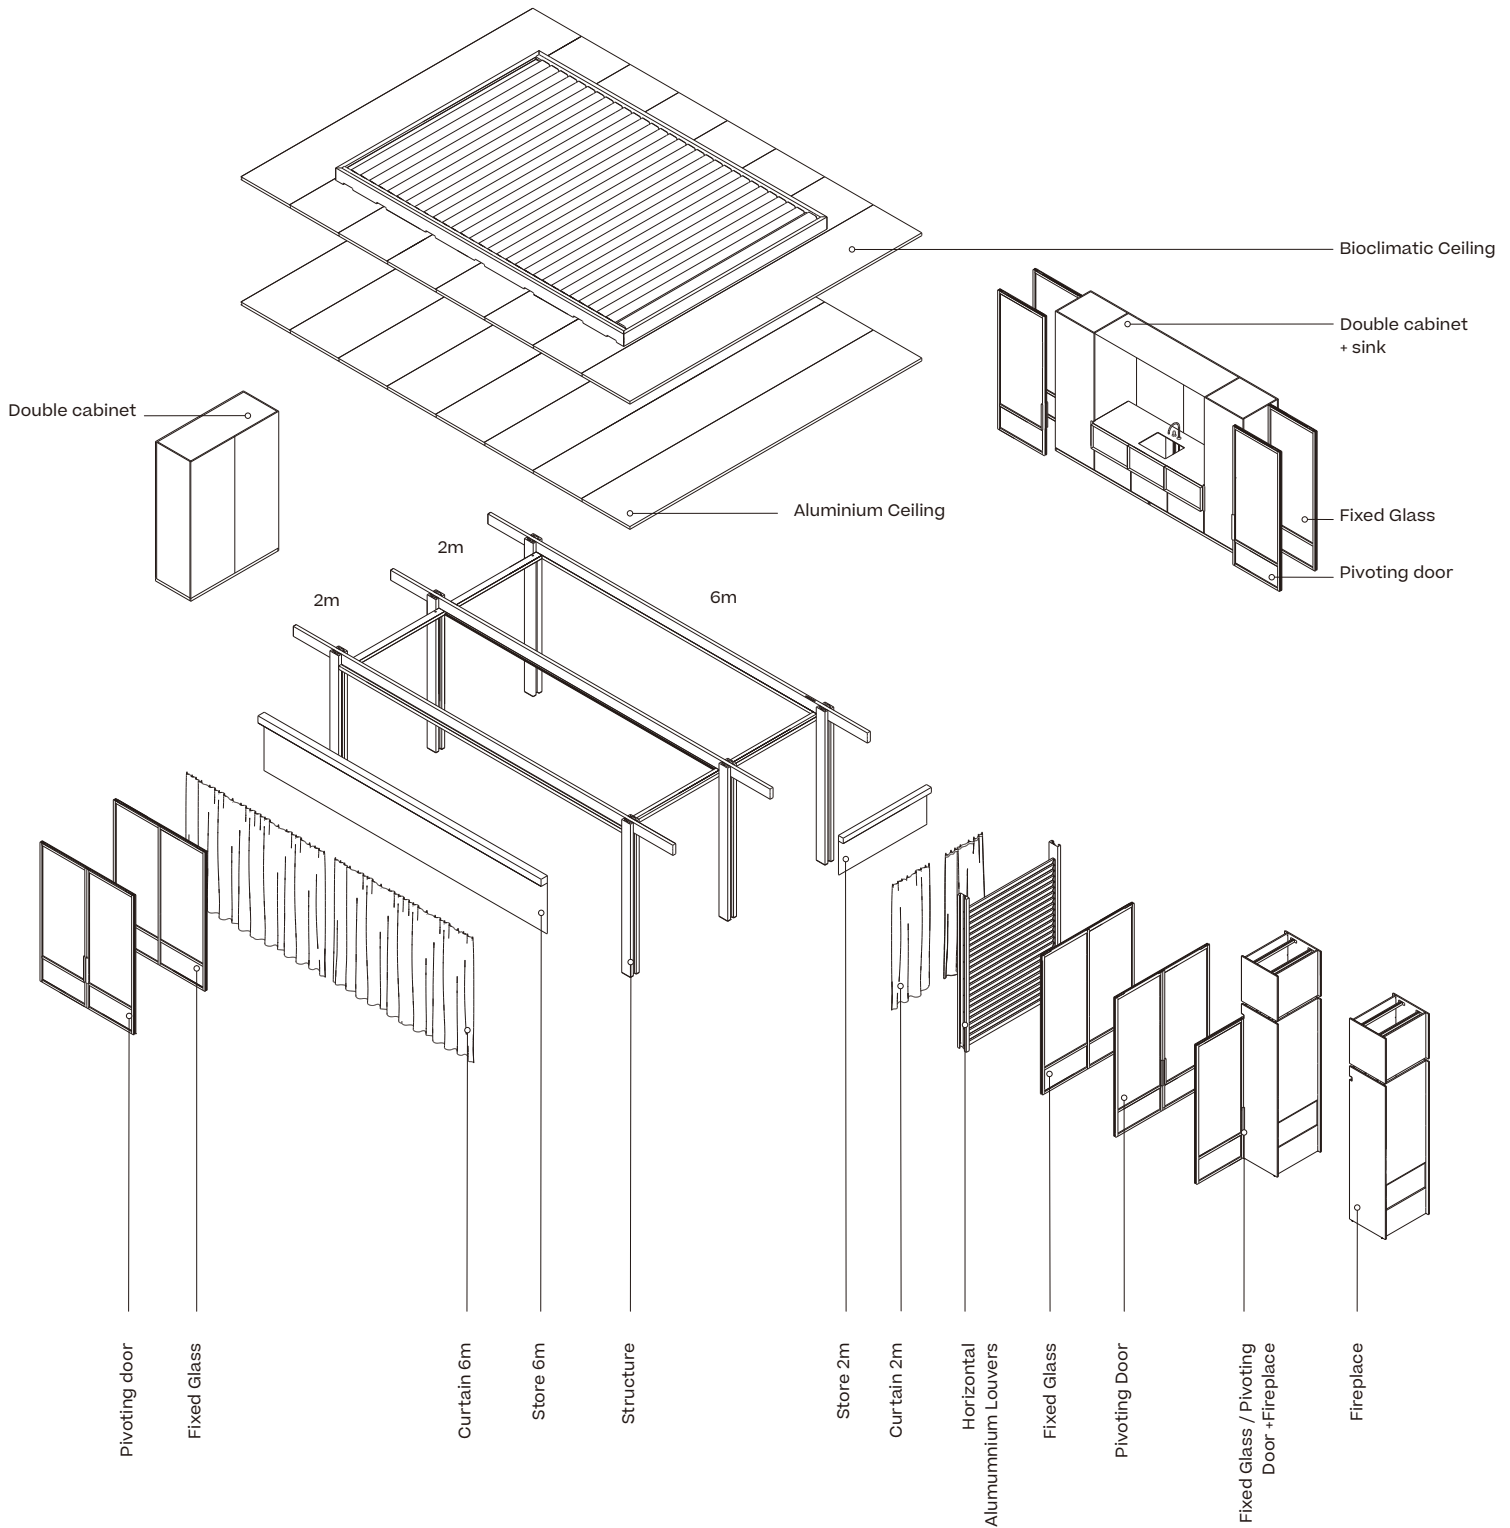 Bioclimatic Ceiling
Double cabinet
+ sink
Double cabinet
Aluminium Ceiling
Fixed Glass
Pivoting door
2m
2m
6m
Pivoting door
Fixed Glass
Curtain 6m
Store 6m
Structure
Store 2m
Curtain 2m
Horizontal
Alumumnium Louvers
Fixed Glass
Pivoting Door
Fixed Glass / Pivoting
Door +Fireplace
Fireplace